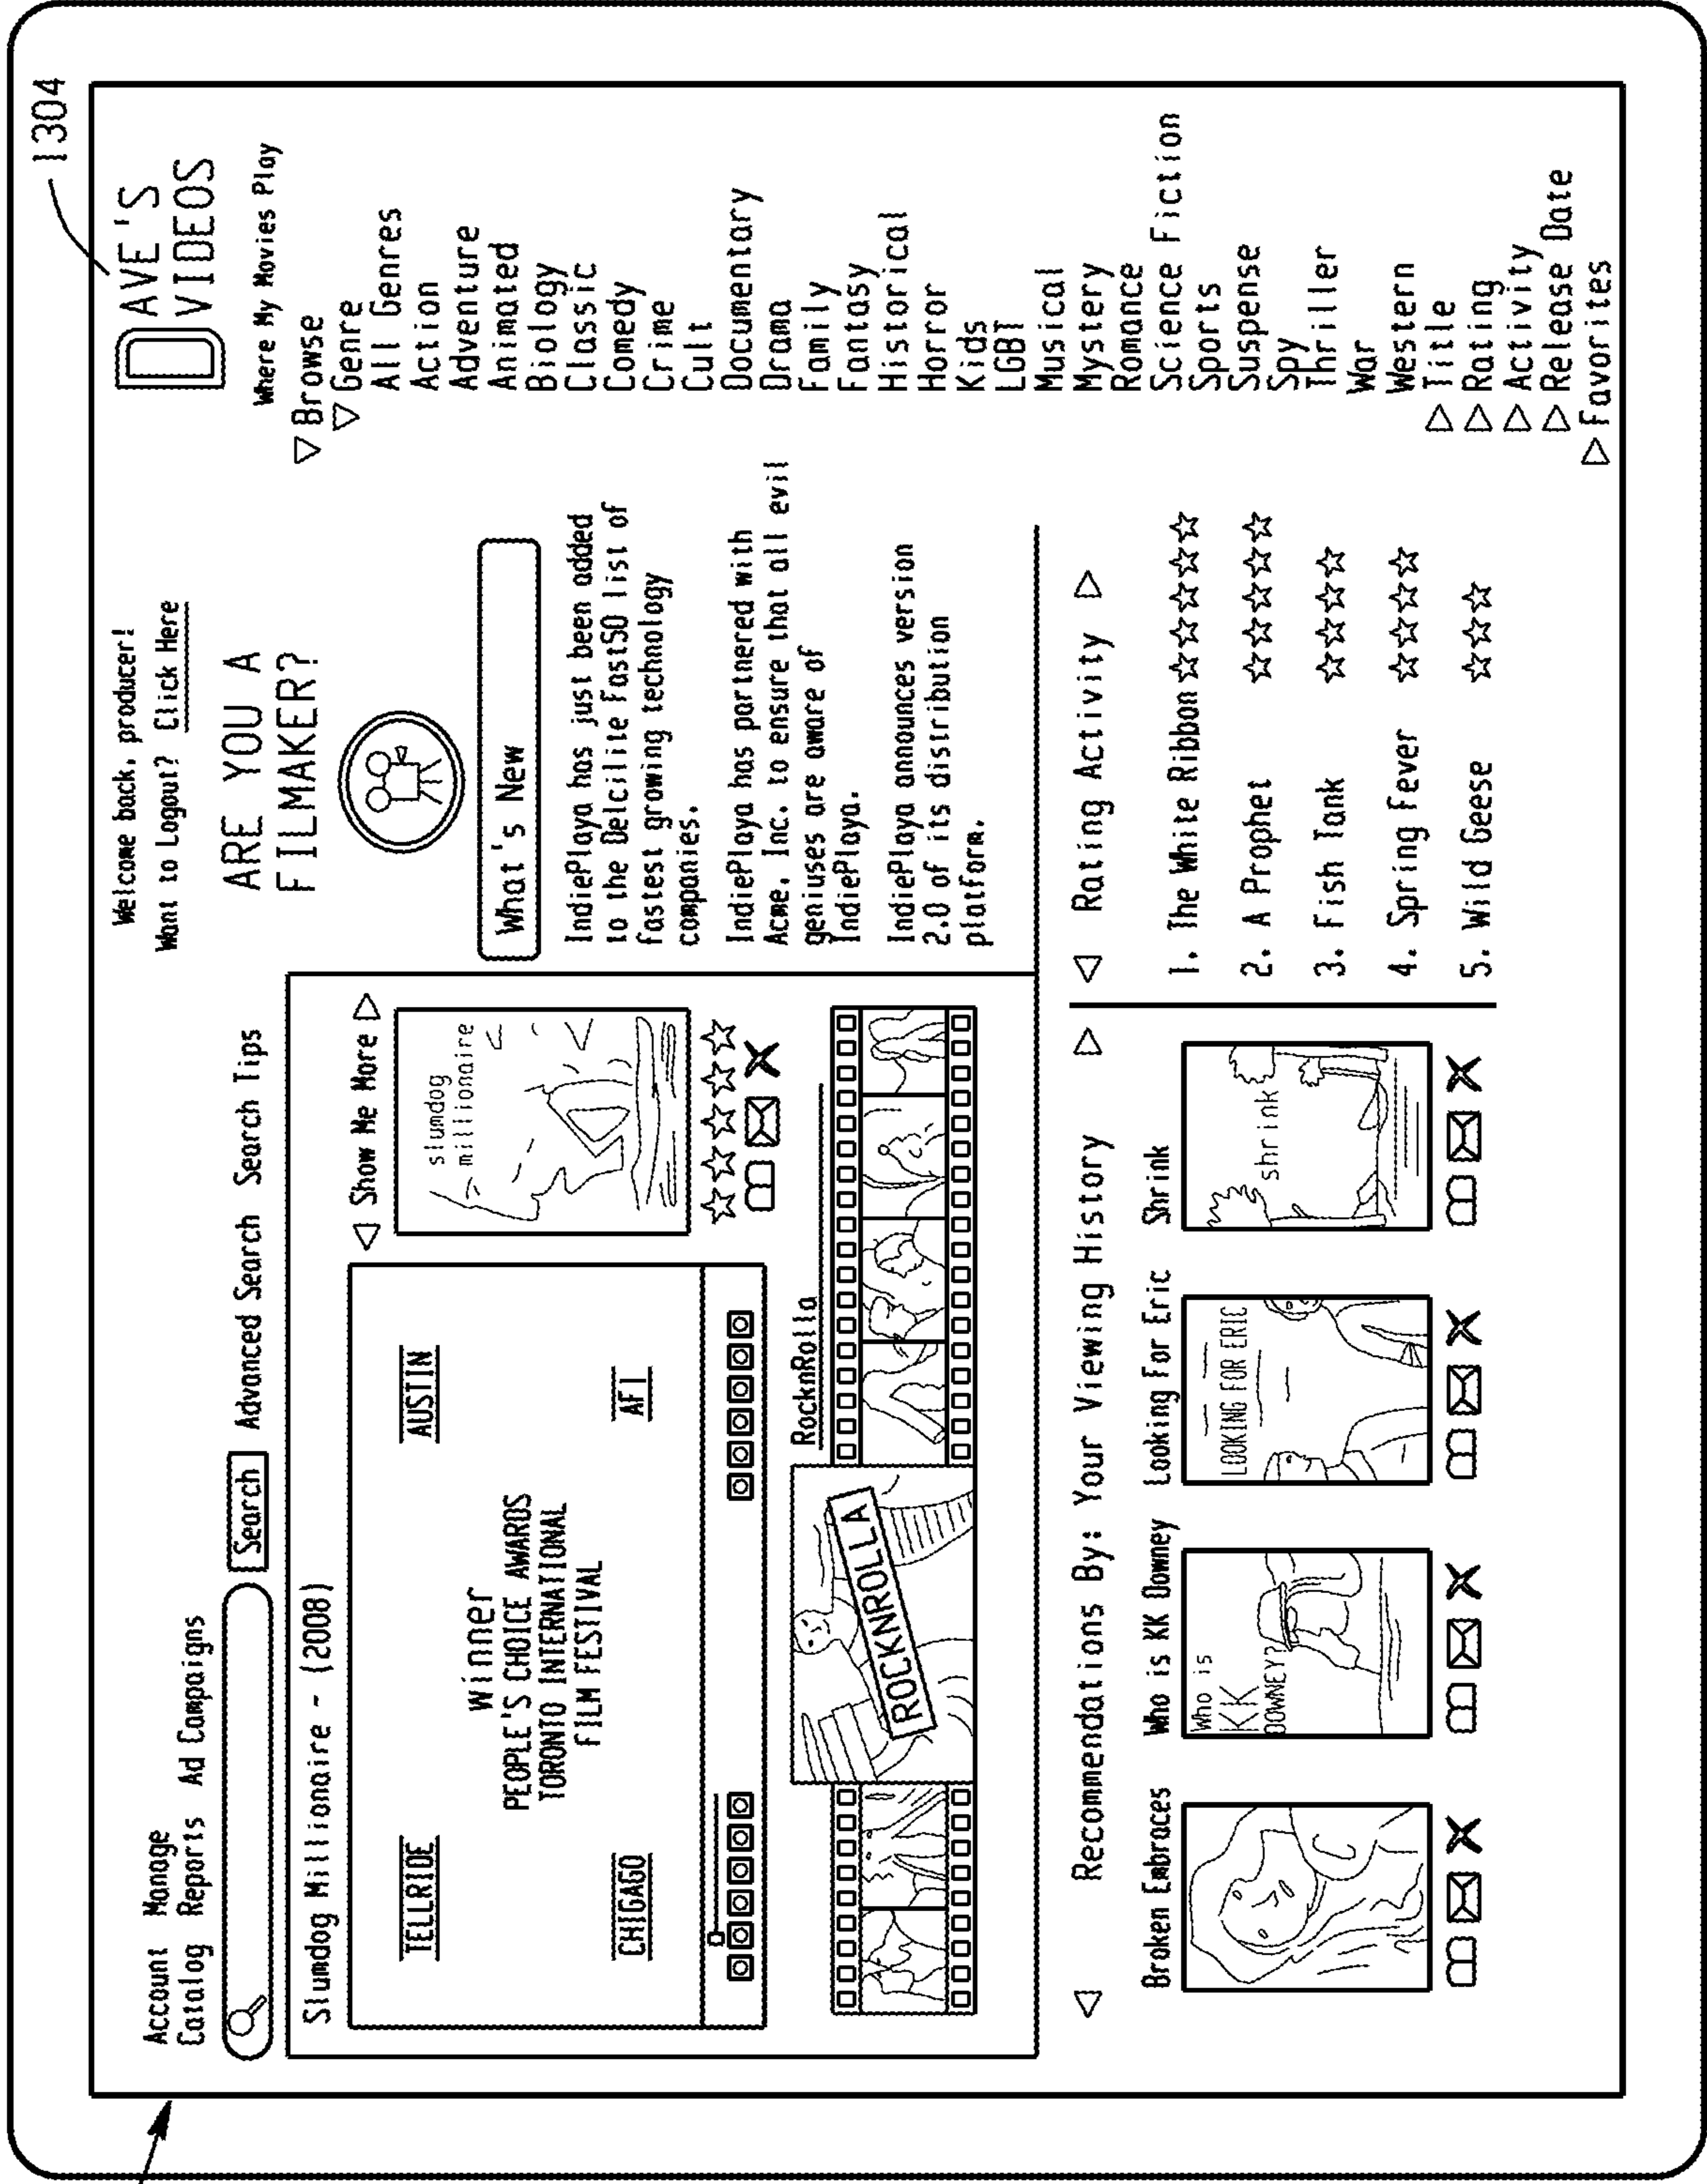 1304
Account Manage
Catalog Reports Ad Campaigns
Search Advanced Search Search Tips
Welcome back, producer!
Want to Logout? Click Here
ARE YOU A
FILMAKER?
DAVE'S
VIDEOS
Where My Movies Play
Slumdog Millionaire - (2008)
TELLRIDE
AUSTIN
Winner
PEOPLE'S CHOICE AWARDS
TORONTO INTERNATIONAL
FILM FESTIVAL
CHIGAGO
AFI
Show Me More
slumdog
millionaire
RocknRolla
ROCKNROLLA
What's New
IndiePlaya has just been added
to the Delcilite Fast50 list of
fastest growing technology
companies.
IndiePlaya has partnered with
Acme, Inc. to ensure that all evil
geniuses are aware of
IndiePlaya.
IndiePlaya announces version
2.0 of its distribution
platform.
Browse
Genre
All Genres
Action
Adventure
Animated
Biology
Classic
Comedy
Crime
Cult
Documentary
Drama
Family
Fantasy
Historical
Horror
Kids
LGBT
Musical
Mystery
Romance
Science Fiction
Sports
Suspense
Spy
Thriller
War
Western
Title
Rating
Activity
Release Date
Favorites
Recommendations By: Your Viewing History
Broken Embraces
Who is KK Downey
Who is
KK
DOWNEY?
Looking For Eric
LOOKING FOR ERIC
Shrink
shrink
Rating Activity
1. The White Ribbon
2. A Prophet
3. Fish Tank
4. Spring Fever
5. Wild Geese